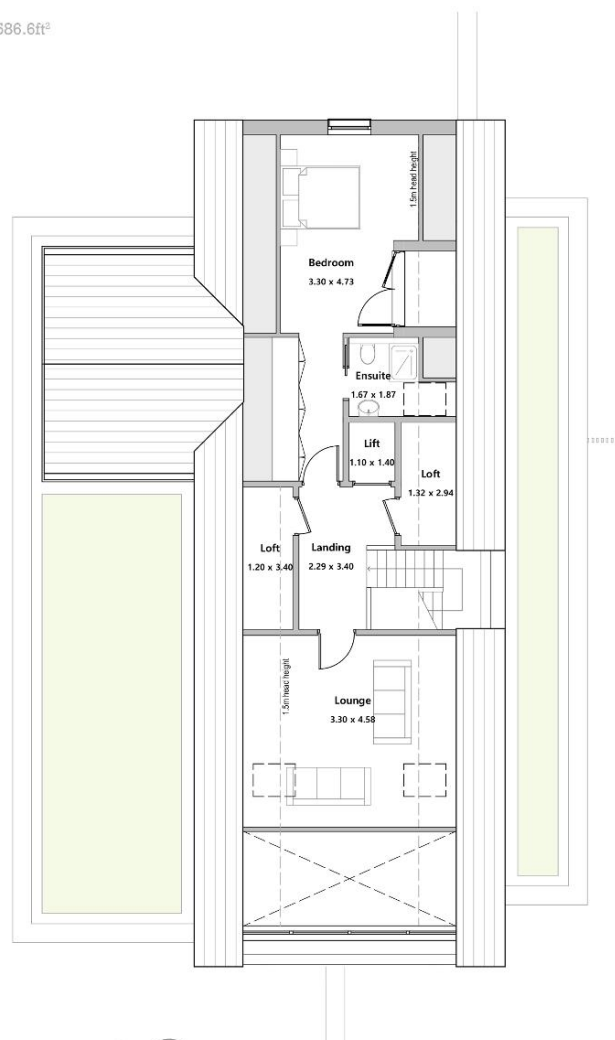 1.5m head height
Bedroom
3.30 x 4.73
Ensuite
1.67 x 1.87
Lift
1.10 x 1.40
Loft
1.32 x 2.94
Loft
1.20 x 3.40
Landing
2.29 x 3.40
1.5m head height
Lounge
3.30 x 4.58